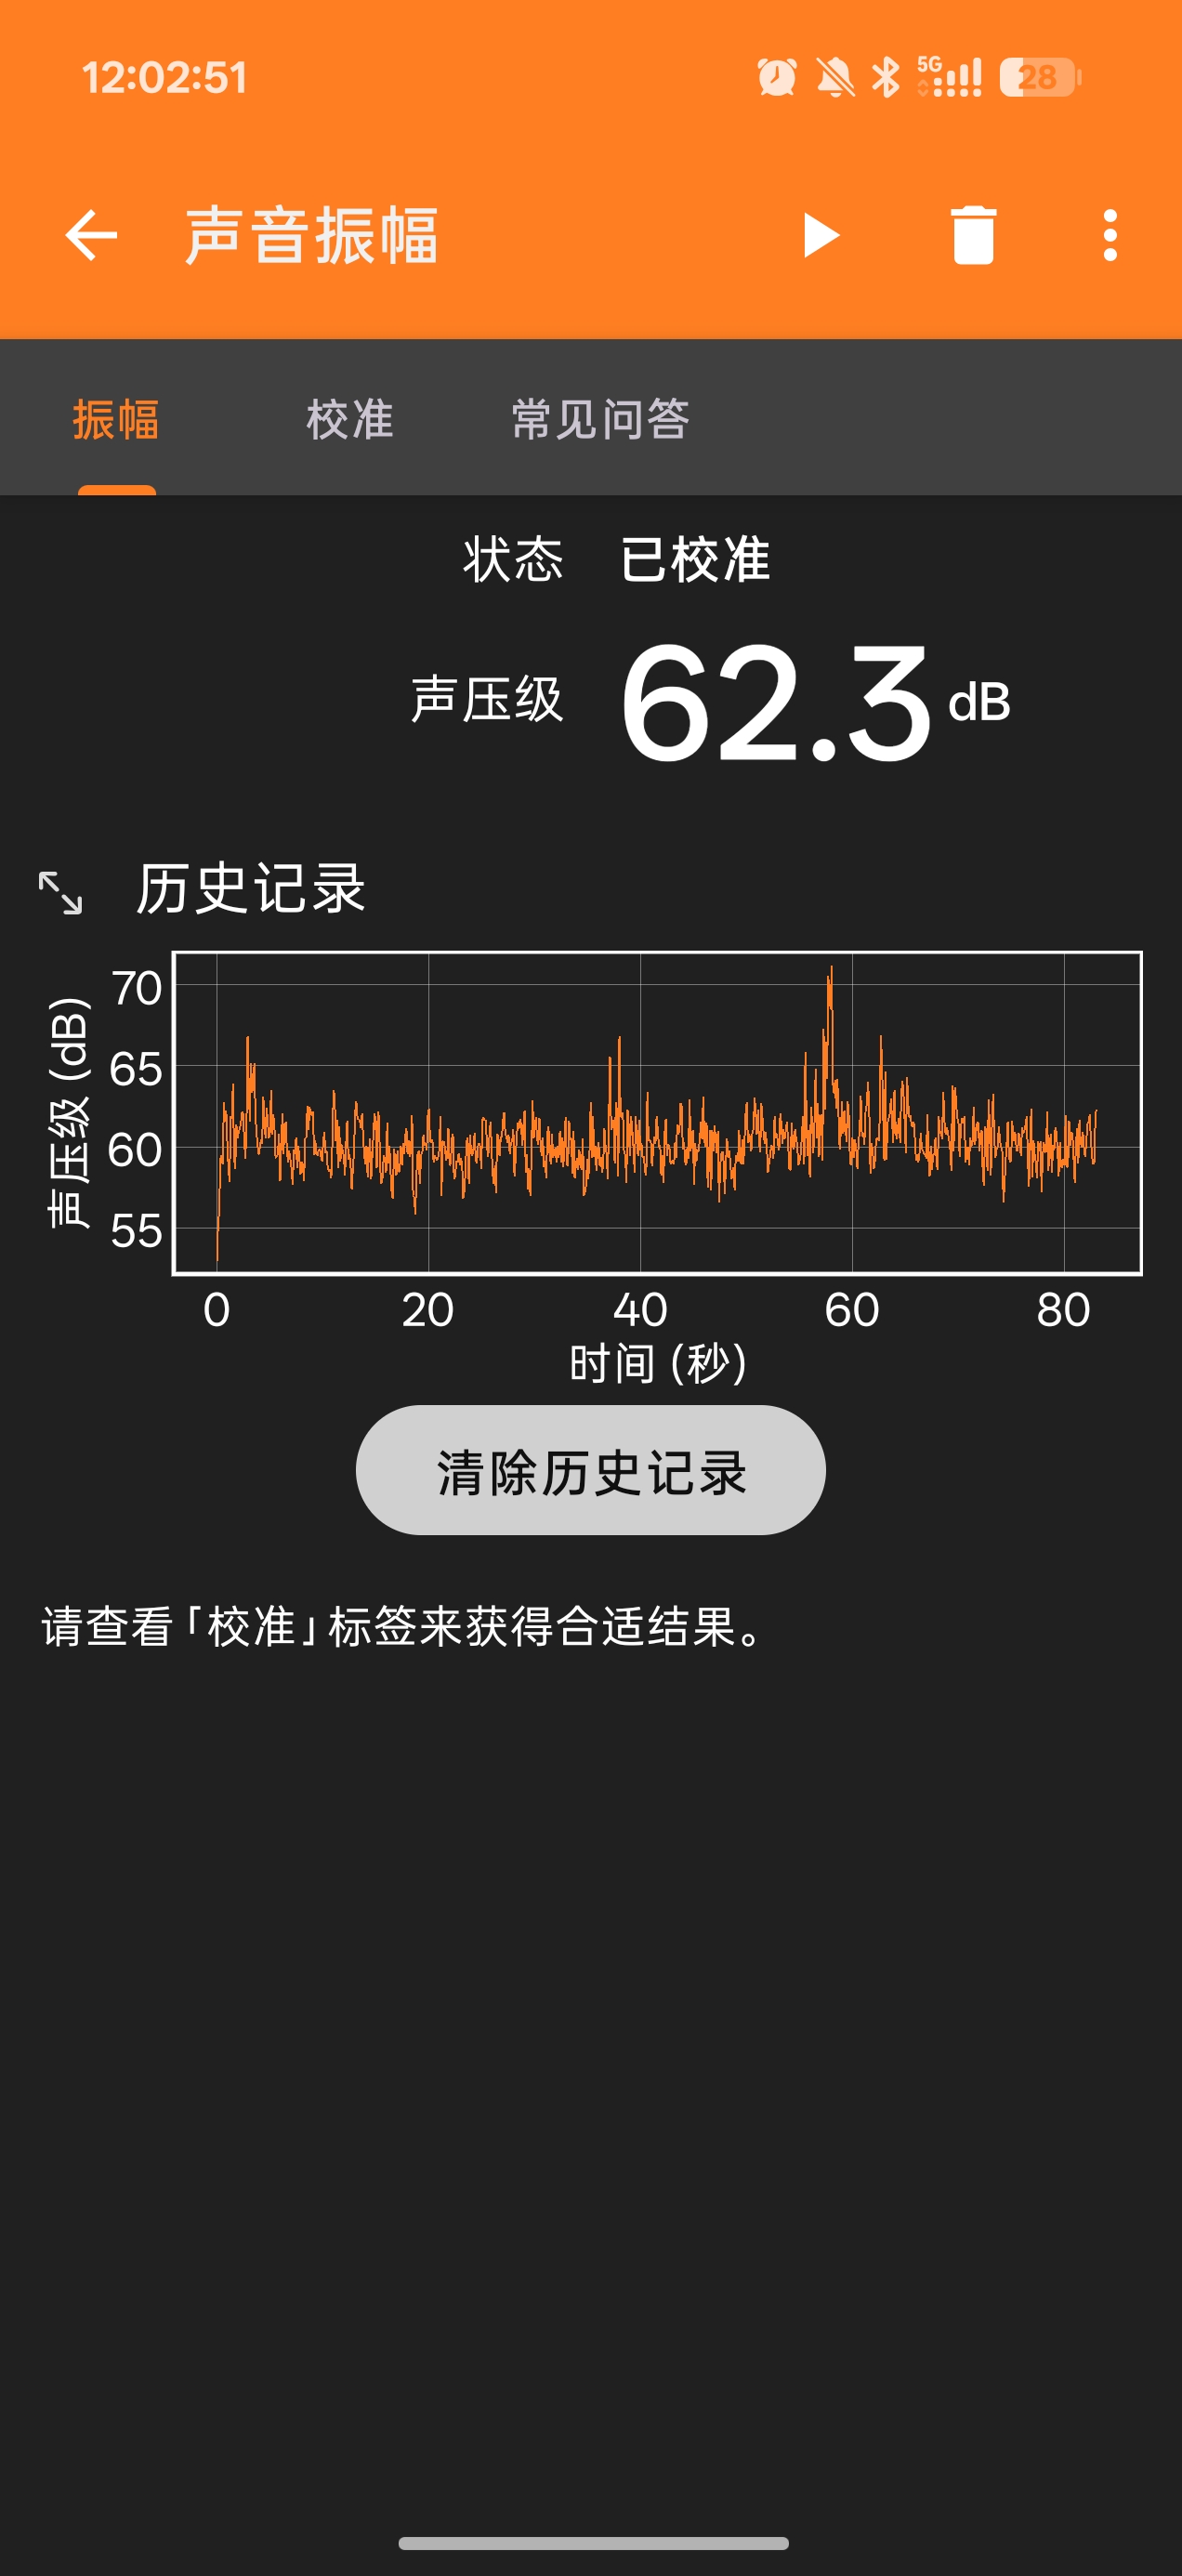 12:02:51 5G 28
声音振幅
振幅 校准 常见问答
状态 已校准
声压级 62.3 dB
历史记录
声压级 (dB)
70
65
60
55
0 20 40 60 80
时间 (秒)
清除历史记录
请查看「校准」标签来获得合适结果。